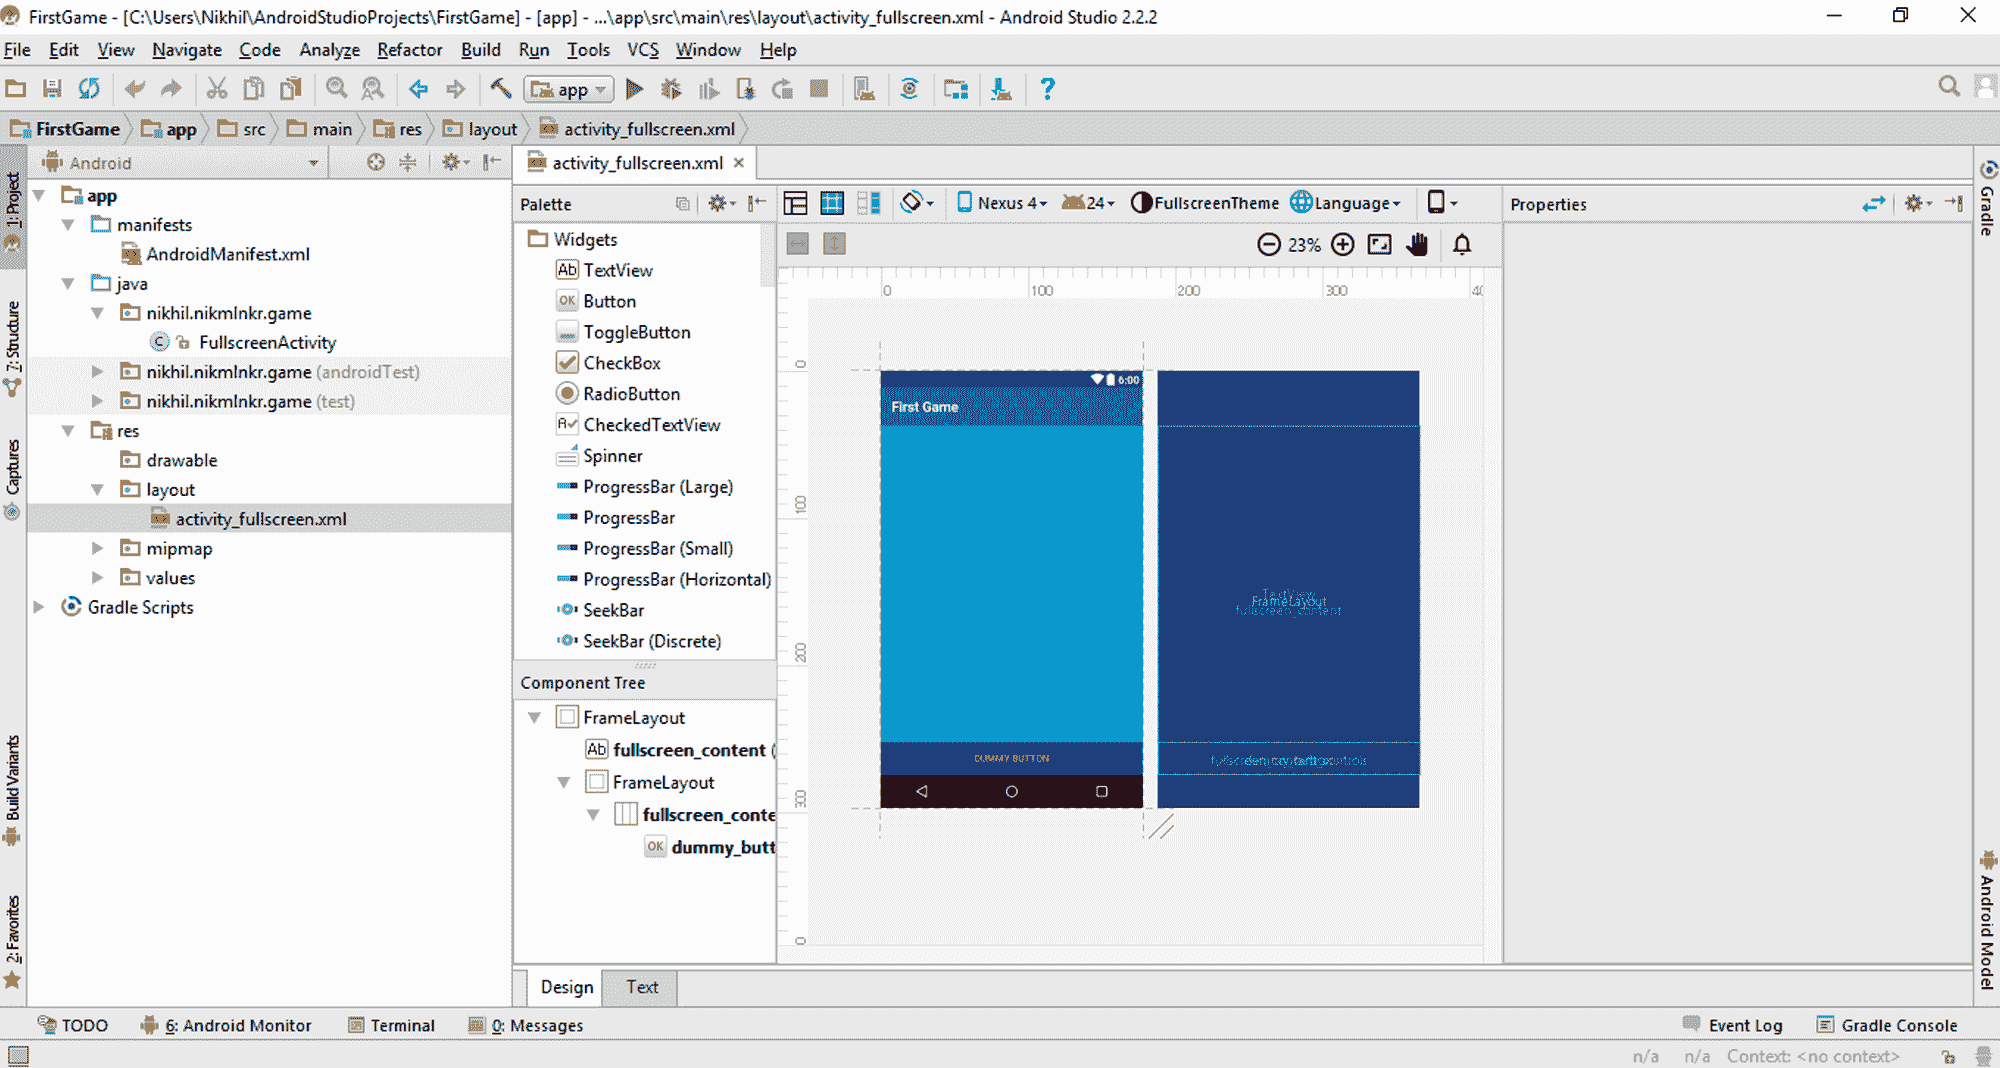 FirstGame - [C:\Users\Nikhil\AndroidStudioProjects\FirstGame] - [app] - ...\app\src\main\res\layout\activity_fullscreen.xml - Android Studio 2.2.2
File Edit View Navigate Code Analyze Refactor Build Run Tools VCS Window Help
app
FirstGame app src main res layout activity_fullscreen.xml
Android
activity_fullscreen.xml
1: Project
7: Structure
Captures
Build Variants
2: Favorites
app
manifests
AndroidManifest.xml
java
nikhil.nikmlnkr.game
C FullscreenActivity
nikhil.nikmlnkr.game (androidTest)
nikhil.nikmlnkr.game (test)
res
drawable
layout
activity_fullscreen.xml
mipmap
values
Gradle Scripts
Palette
Widgets
Ab TextView
OK Button
ToggleButton
CheckBox
RadioButton
CheckedTextView
Spinner
ProgressBar (Large)
ProgressBar
ProgressBar (Small)
ProgressBar (Horizontal)
SeekBar
SeekBar (Discrete)
Component Tree
FrameLayout
Ab fullscreen_content (
FrameLayout
fullscreen_conte
OK dummy_butt
Nexus 4 24 FullscreenTheme Language
23%
0 100 200 300
0
100
200
300
0
6:00
First Game
DUMMY BUTTON
FrameLayout
fullscreen_content
Properties
Gradle
Android Model
Design Text
TODO 6: Android Monitor Terminal 0: Messages Event Log Gradle Console
n/a n/a Context: <no context>